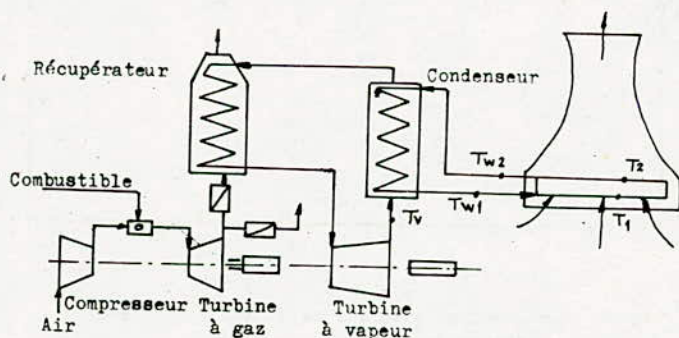 Récupérateur
Condenseur
Tw2
T2
Combustible
Tv
Tw1
T1
Compresseur
Turbine
à gaz
Turbine
à vapeur
Air